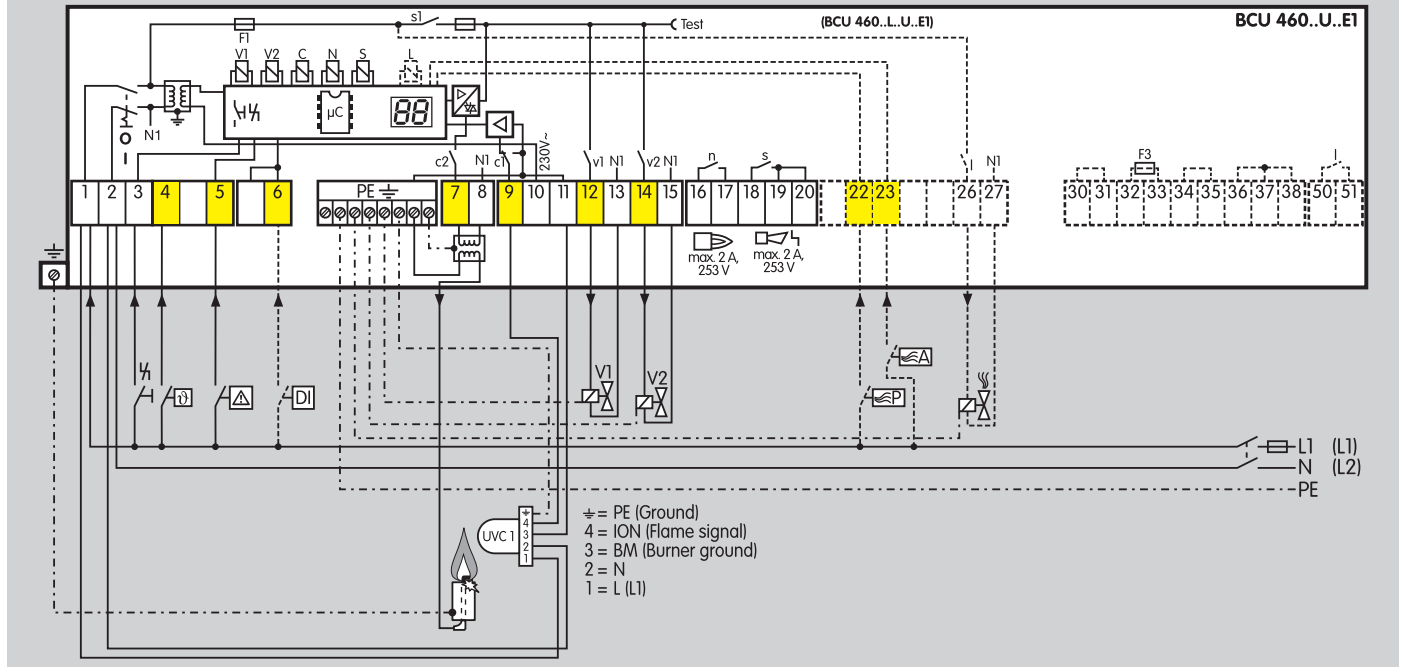 s1 Test (BCU 460..L..U..E1) BCU 460..U..E1
F1
V1 V2 C N S L
µC 88
N1
230V~
c2 N1 c1 v1 N1 v2 N1 n s I N1 F3 I
1 2 3 4 5 6 PE 7 8 9 10 11 12 13 14 15 16 17 18 19 20 22 23 26 27 30 31 32 33 34 35 36 37 38 50 51
max. 2 A, 253 V
max. 2 A, 253 V
ϑ DI V1 V2 A P
L1 (L1)
N (L2)
PE
UVC 1
4
3
2
1
= PE (Ground)
4 = ION (Flame signal)
3 = BM (Burner ground)
2 = N
1 = L (L1)